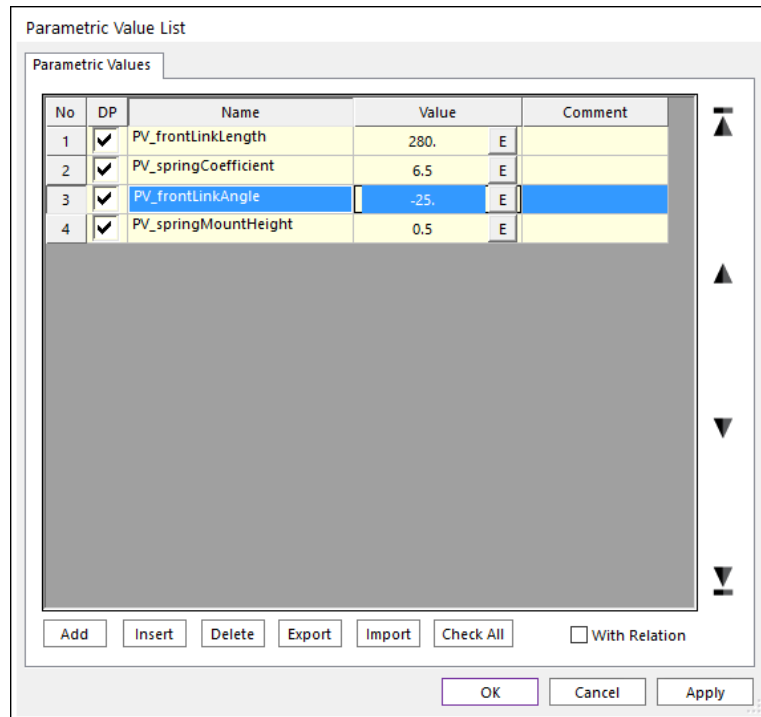 Parametric Value List
Parametric Values
No DP Name Value Comment
1 PV_frontLinkLength 280. E
2 PV_springCoefficient 6.5 E
3 PV_frontLinkAngle -25. E
4 PV_springMountHeight 0.5 E
Add Insert Delete Export Import Check All With Relation
OK Cancel Apply